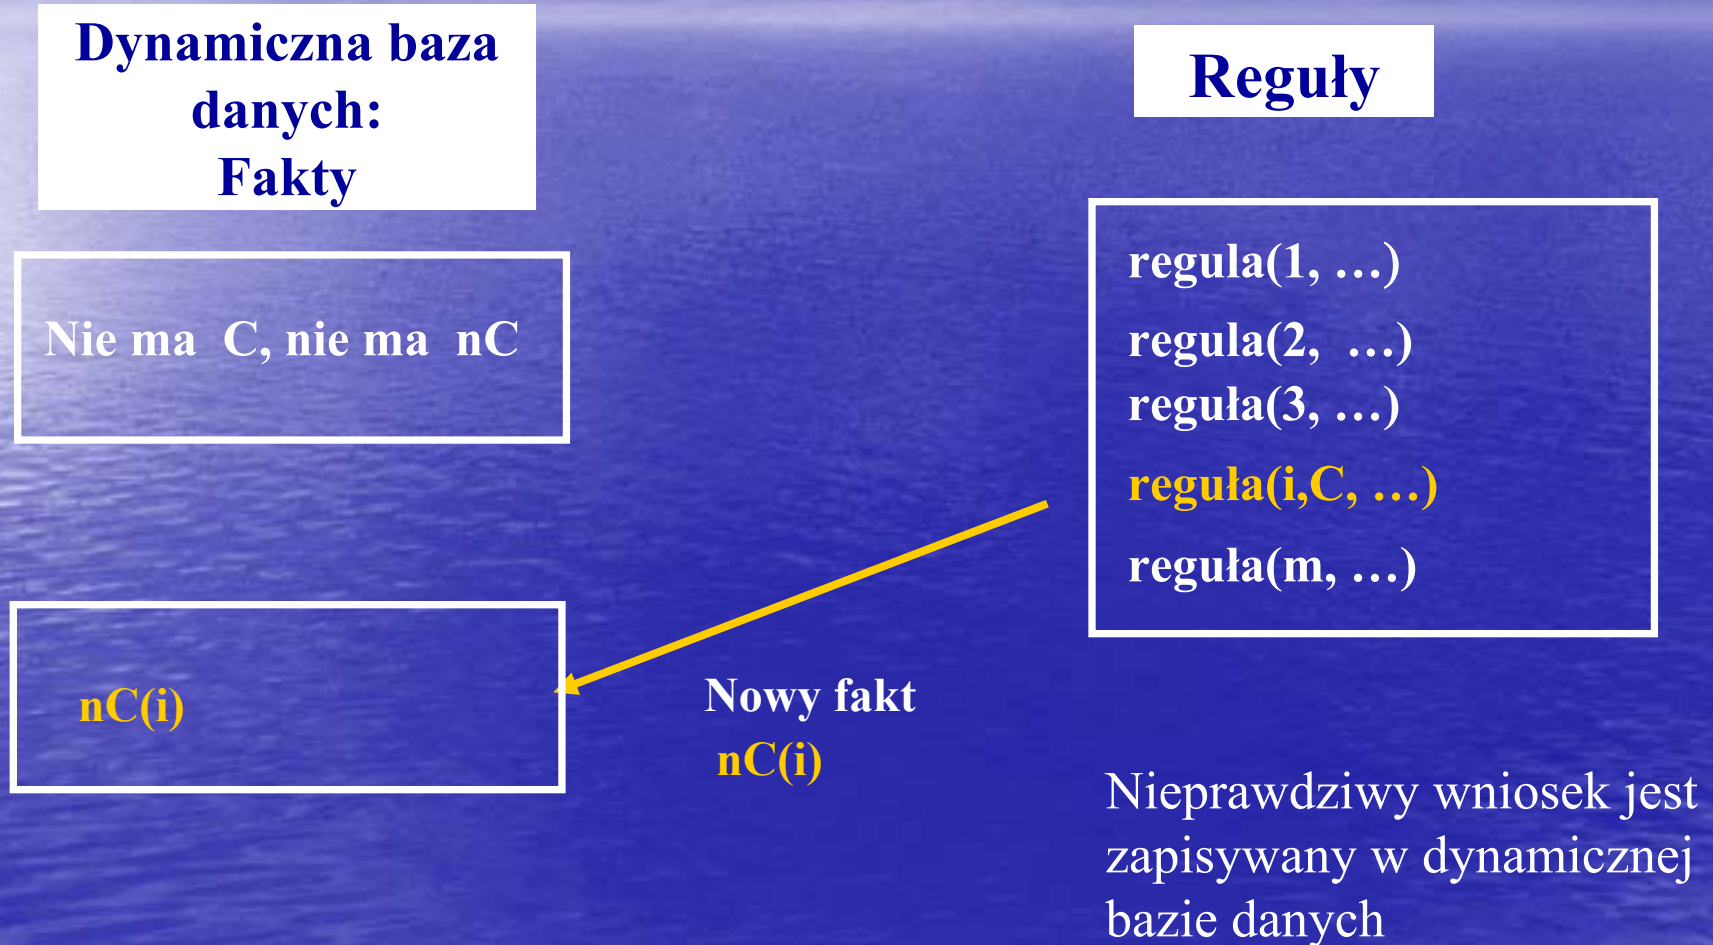 Dynamiczna baza
danych:
Fakty
Nie ma C, nie ma nC
nC(i)
Nowy fakt
nC(i)
Reguły
regula(1, …)
regula(2, …)
reguła(3, …)
reguła(i,C, …)
reguła(m, …)
Nieprawdziwy wniosek jest
zapisywany w dynamicznej
bazie danych